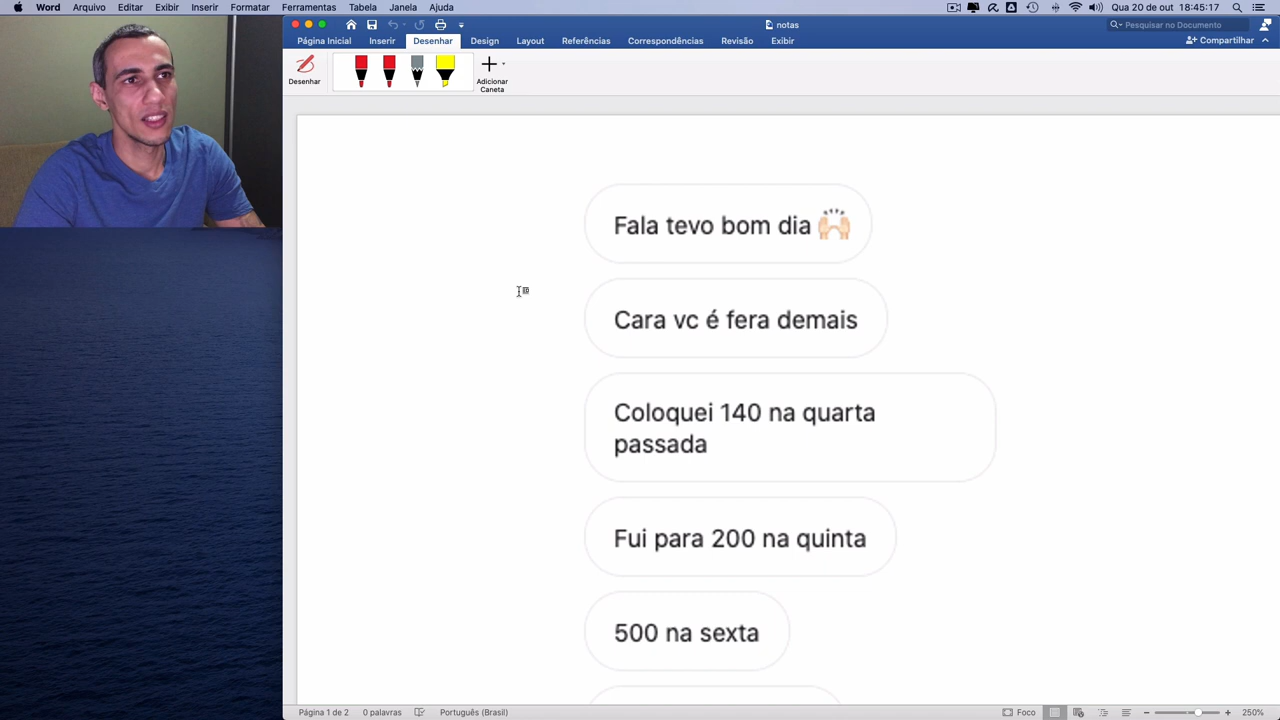 Word Arquivo Editar Exibir Inserir Formatar Ferramentas Tabela Janela Ajuda
Qua 20 de out 18:45:17
notas
Pesquisar no Documento
Página Inicial Inserir Desenhar Design Layout Referências Correspondências Revisão Exibir
Compartilhar
Desenhar
Adicionar
Caneta
Fala tevo bom dia 🙌🏻
Cara vc é fera demais
Coloquei 140 na quarta
passada
Fui para 200 na quinta
500 na sexta
Página 1 de 2 0 palavras Português (Brasil) Foco 250%